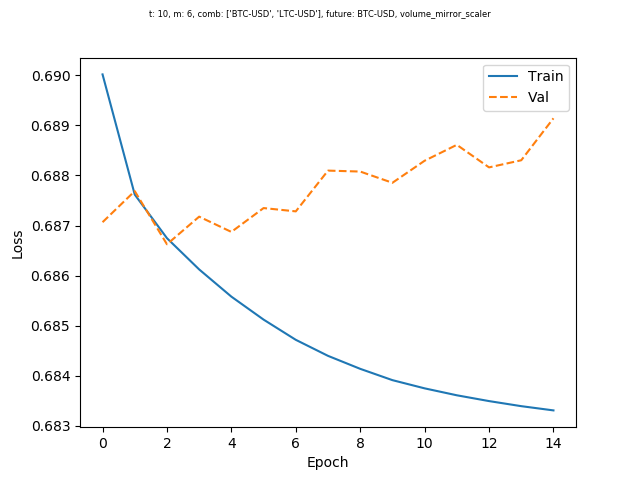 t: 10, m: 6, comb: ['BTC-USD', 'LTC-USD'], future: BTC-USD, volume_mirror_scaler
Train
Val
0.690
0.689
0.688
0.687
0.686
0.685
0.684
0.683
Loss
0 2 4 6 8 10 12 14
Epoch